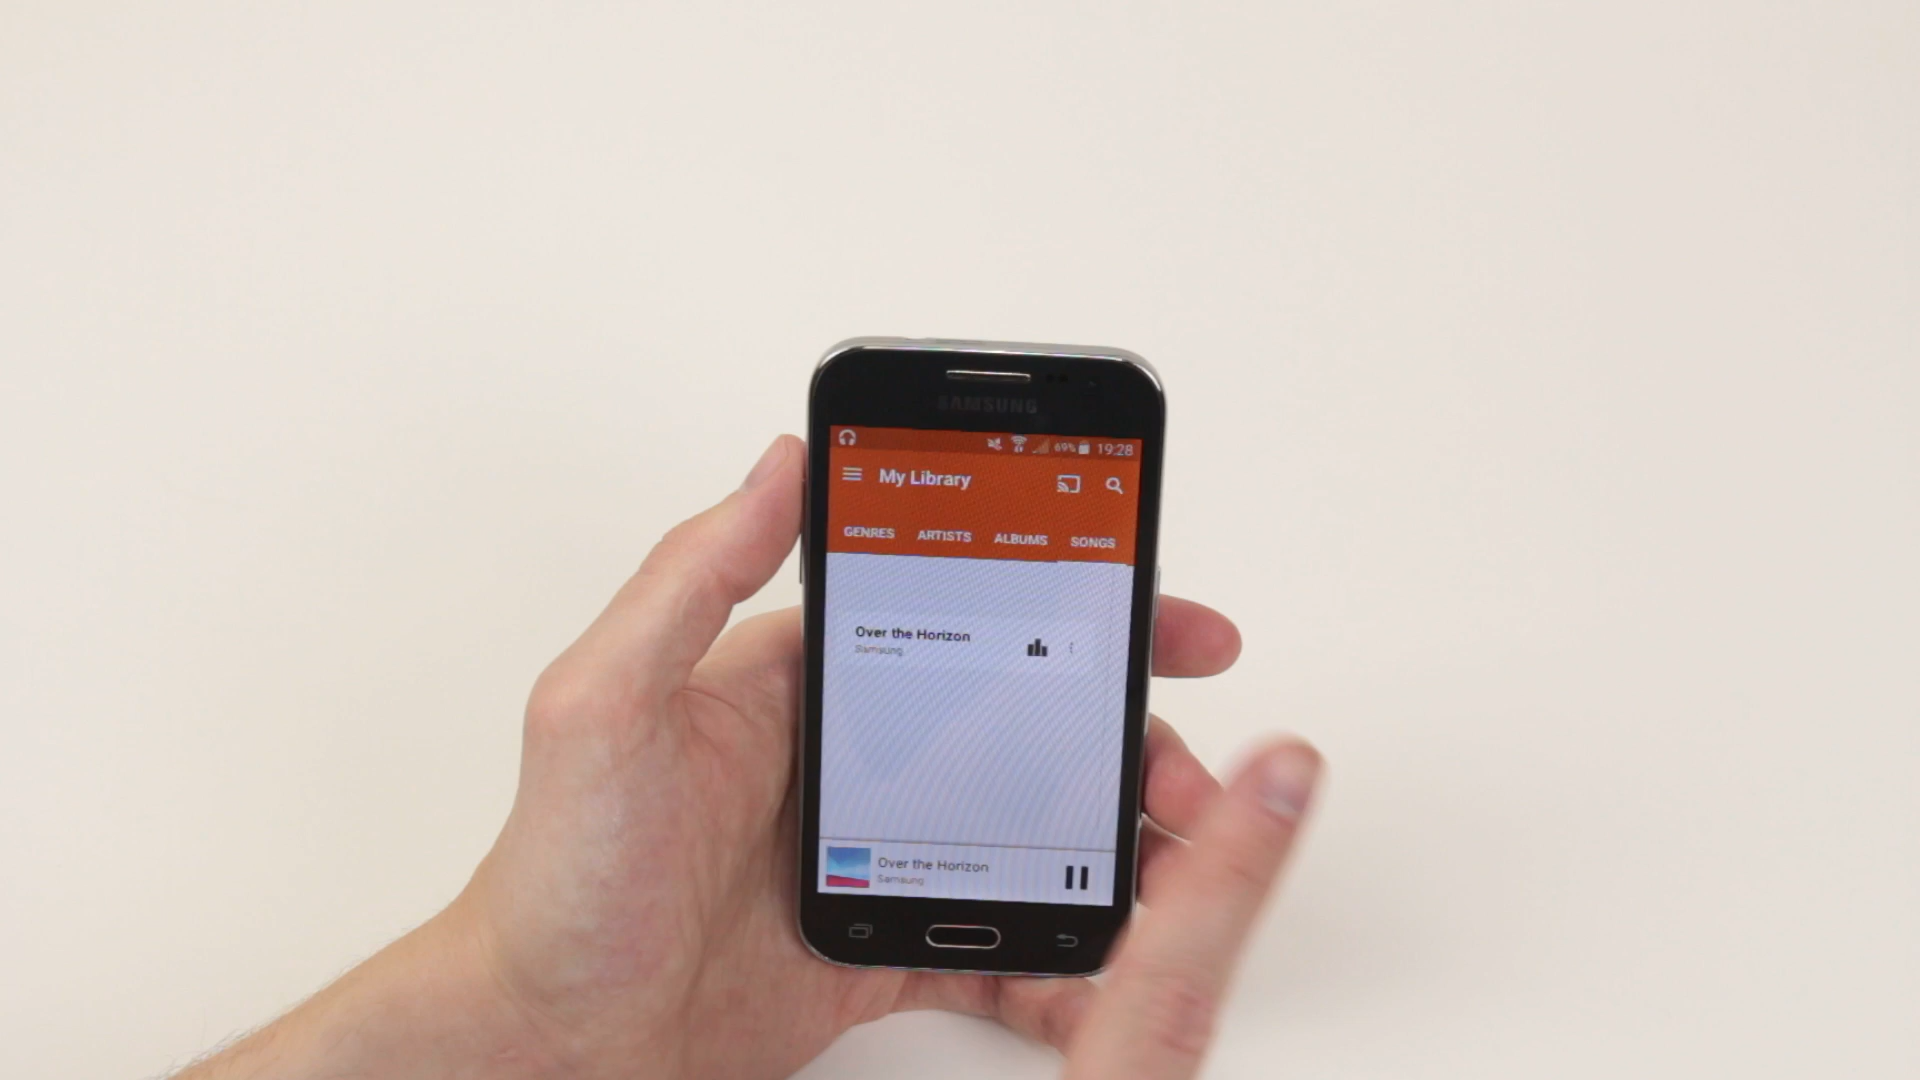 SAMSUNG
69% 19:28
My Library
GENRES ARTISTS ALBUMS SONGS
Over the Horizon
Samsung
Over the Horizon
Samsung